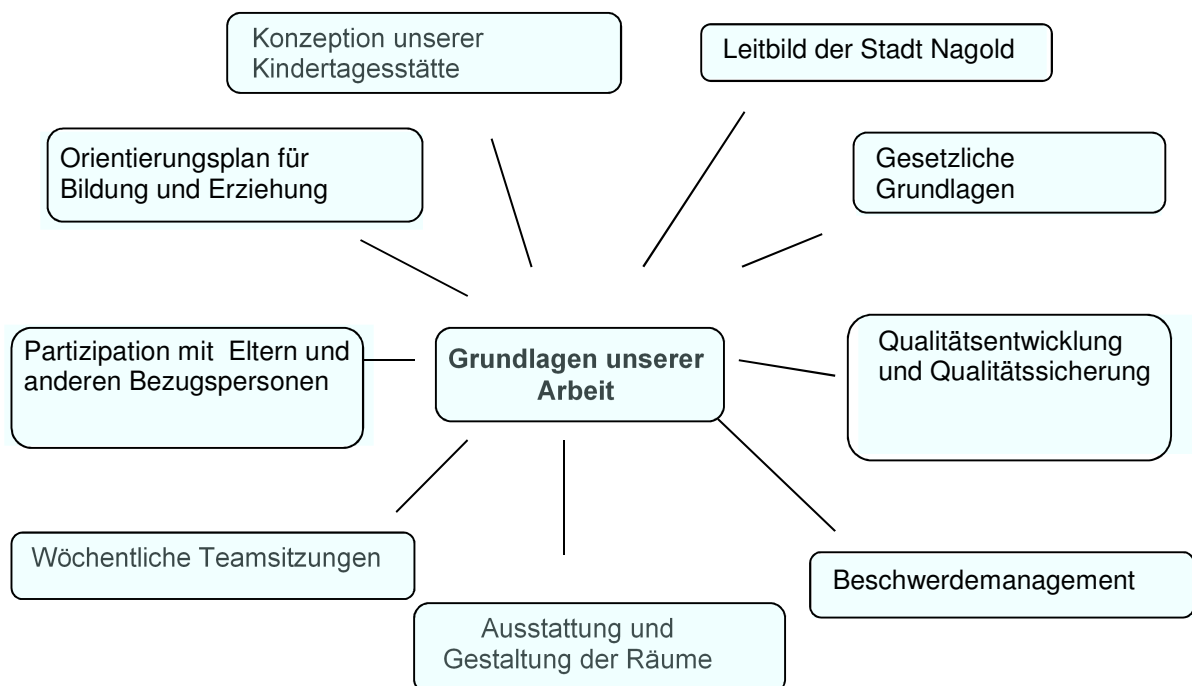 Konzeption unserer
Kindertagesstätte
Leitbild der Stadt Nagold
Orientierungsplan für
Bildung und Erziehung
Gesetzliche
Grundlagen
Partizipation mit Eltern und
anderen Bezugspersonen
Grundlagen unserer
Arbeit
Qualitätsentwicklung
und Qualitätssicherung
Wöchentliche Teamsitzungen
Beschwerdemanagement
Ausstattung und
Gestaltung der Räume